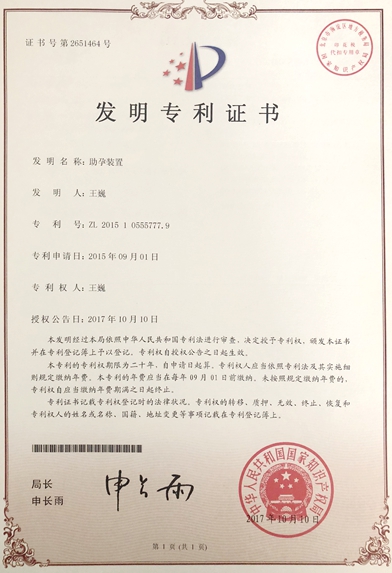 证书号第2651464号
发明专利证书
发明名称:助孕装置
发明人:王巍
专利号:ZL 2015 1 0555777.9
专利申请日:2015年09月01日
专利权人:王巍
授权公告日:2017年10月10日
本发明经过本局依照中华人民共和国专利法进行审查,决定授予专利权,颁发本证书
并在专利登记簿上予以登记。专利权自授权公告之日起生效。
本专利的专利权期限为二十年,自申请日起算。专利权人应当依照专利法及其实施细
则规定缴纳年费。本专利的年费应当在每年09月01日前缴纳。未按照规定缴纳年费的,
专利权自应当缴纳年费期满之日起终止。
专利证书记载专利权登记时的法律状况。专利权的转移、质押、无效、终止、恢复和
专利权人的姓名或名称、国籍、地址变更等事项记载在专利登记簿上。
局长
申长雨
申长雨
中华人民共和国国家知识产权局
2017年10月10日
第1页(共1页)